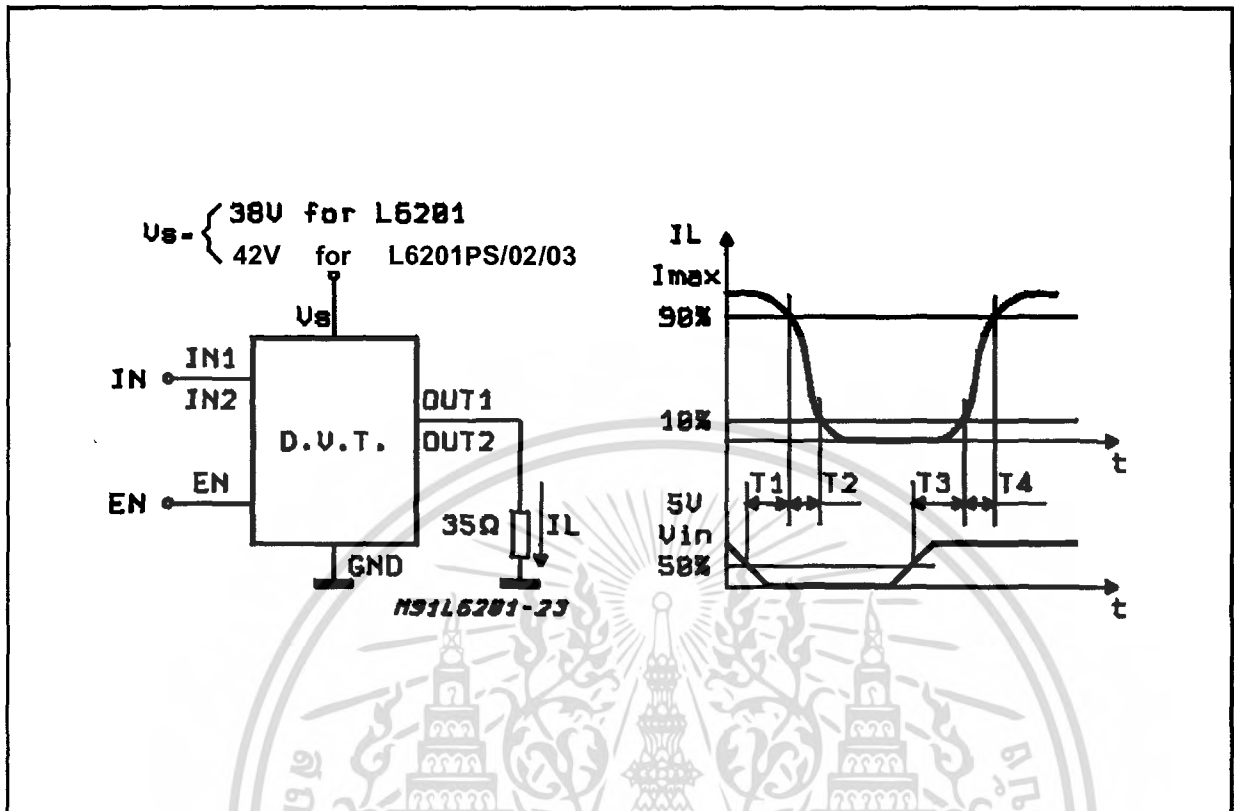 Vs=
38V for L6201
42V for L6201PS/02/03
Vs
IN
IN1
IN2
OUT1
OUT2
D.V.T.
EN
EN
35Ω
IL
GND
M91L6201-23
IL
Imax
90%
10%
t
T1
T2
T3
T4
5V
Vin
50%
t